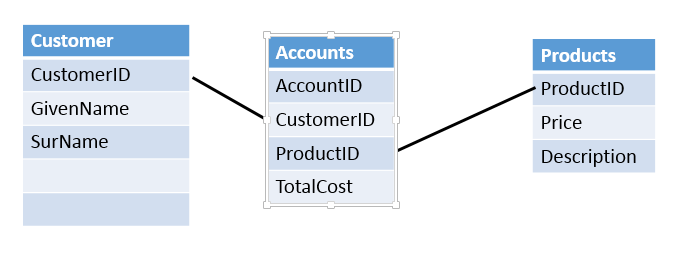 Customer
CustomerID
GivenName
SurName
Accounts
AccountID
CustomerID
ProductID
TotalCost
Products
ProductID
Price
Description